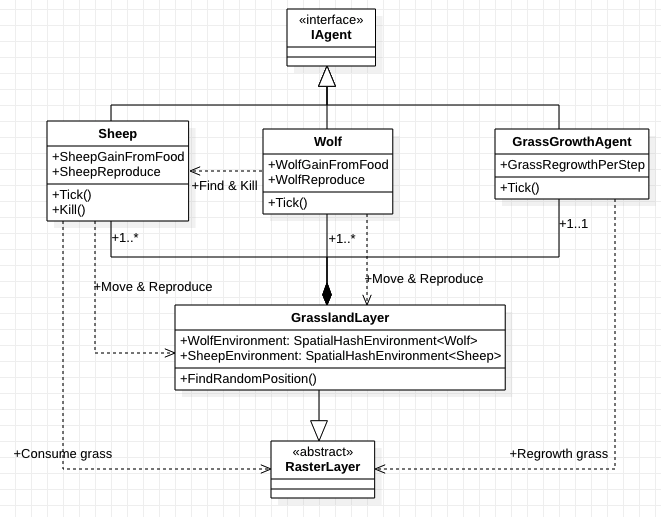 «interface»
IAgent
Sheep
+SheepGainFromFood
+SheepReproduce
+Tick()
+Kill()
Wolf
+WolfGainFromFood
+WolfReproduce
+Tick()
GrassGrowthAgent
+GrassRegrowthPerStep
+Tick()
+Find & Kill
+1..*
+1..*
+1..1
+Move & Reproduce
+Move & Reproduce
GrasslandLayer
+WolfEnvironment: SpatialHashEnvironment<Wolf>
+SheepEnvironment: SpatialHashEnvironment<Sheep>
+FindRandomPosition()
+Consume grass
+Regrowth grass
«abstract»
RasterLayer